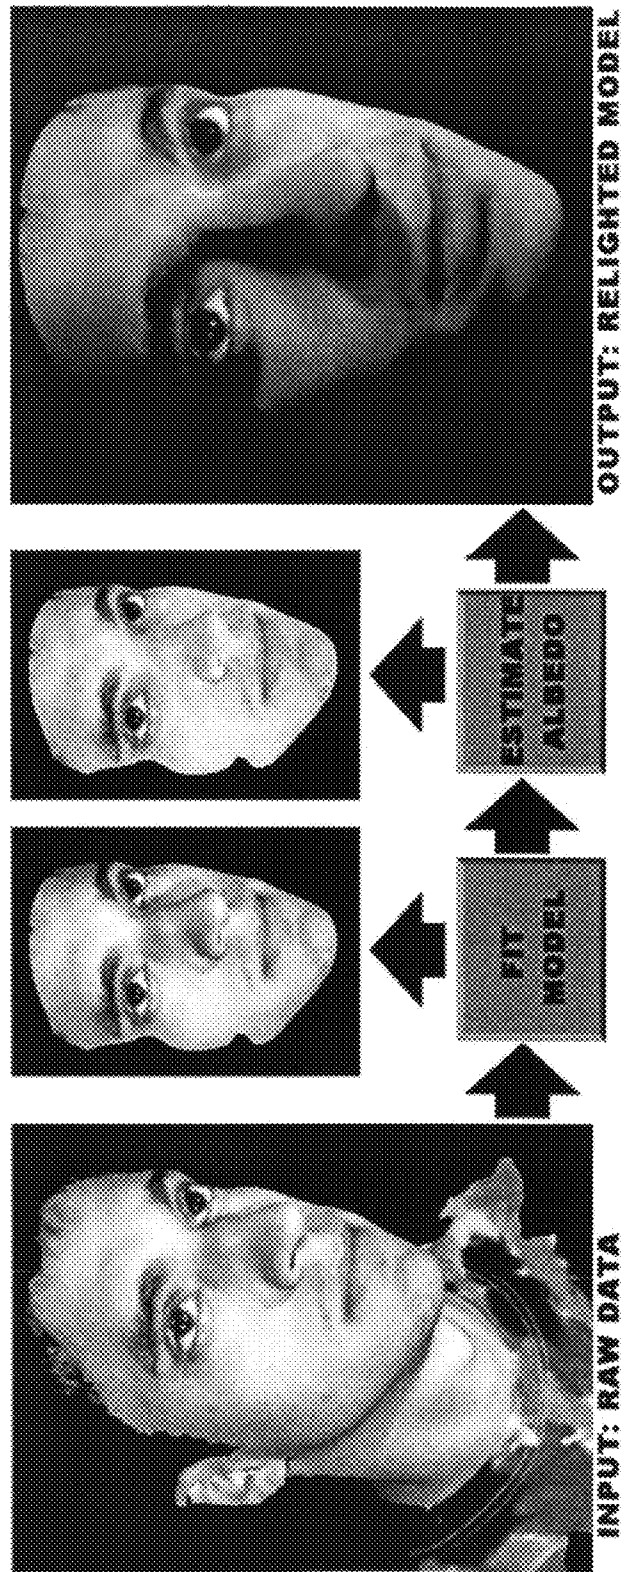 INPUT: RAW DATA
FIT
MODEL
ESTIMATE
ALBEDO
OUTPUT: RELIGHTED MODEL